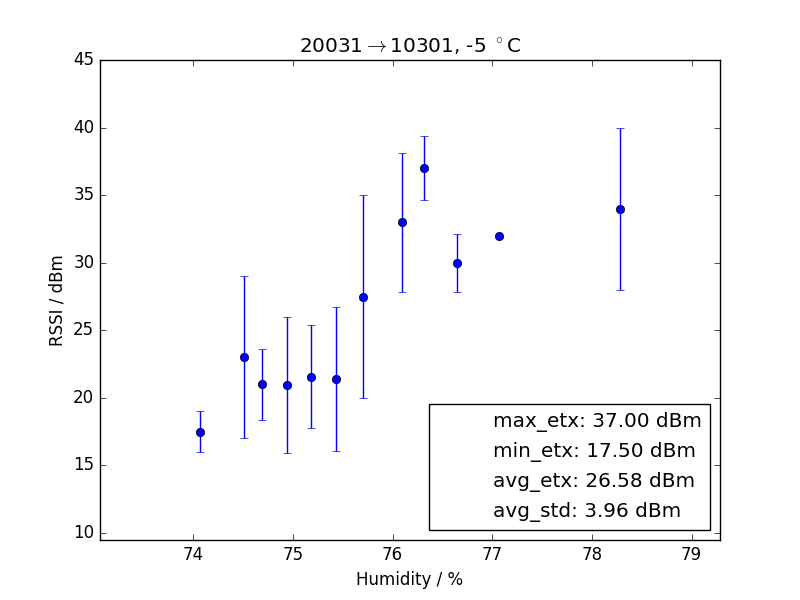 20031→10301, -5 °C
45
40
35
30
25
20
15
10
RSSI / dBm
max_etx: 37.00 dBm
min_etx: 17.50 dBm
avg_etx: 26.58 dBm
avg_std: 3.96 dBm
74 75 76 77 78 79
Humidity / %